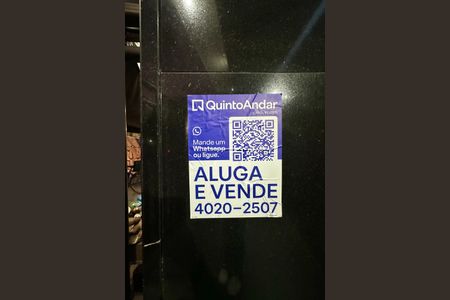 QuintoAndar
Mande um
Whatsapp
ou ligue.
ALUGA
E VENDE
4020-2507